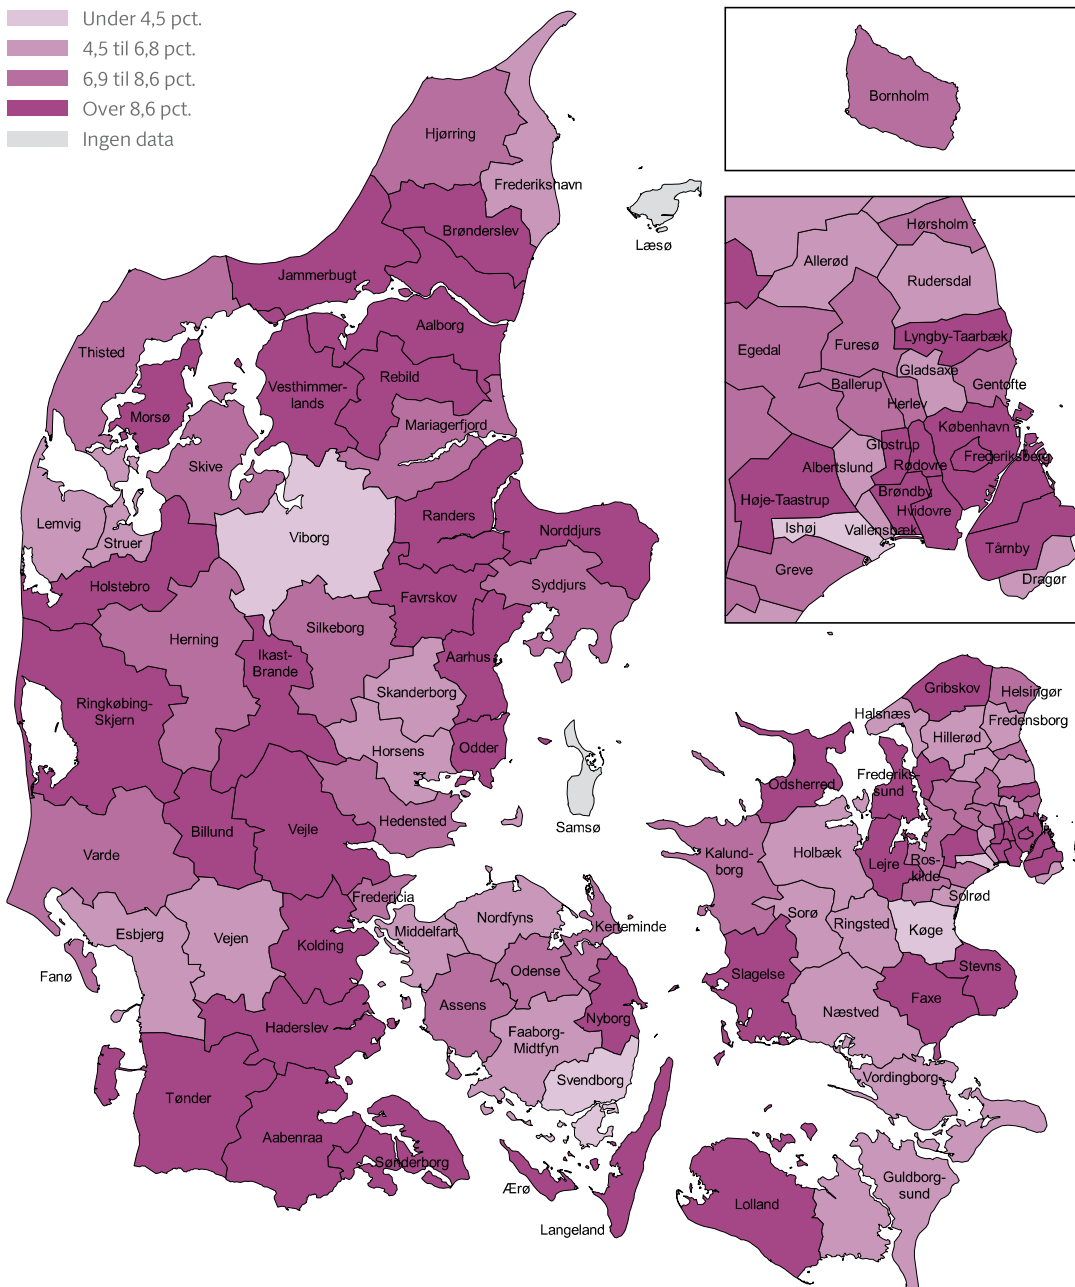 Under 4,5 pct.
4,5 til 6,8 pct.
6,9 til 8,6 pct.
Over 8,6 pct.
Ingen data
Bornholm
Hjørring
Frederikshavn
Læsø
Brønderslev
Jammerbugt
Aalborg
Thisted
Rebild
Vesthimmer-
lands
Morsø
Mariagerfjord
Skive
Lemvig
Struer
Viborg
Randers
Norddjurs
Holstebro
Favrskov
Syddjurs
Herning
Silkeborg
Ikast-
Brande
Aarhus
Skanderborg
Ringkøbing-
Skjern
Horsens
Odder
Samsø
Hedensted
Billund
Vejle
Varde
Fredericia
Esbjerg
Vejen
Kolding
Fanø
Haderslev
Tønder
Aabenraa
Sønderborg
Nordfyns
Middelfart
Kerteminde
Odense
Assens
Nyborg
Faaborg-
Midtfyn
Svendborg
Ærø
Langeland
Hørsholm
Allerød
Rudersdal
Lyngby-Taarbæk
Egedal
Furesø
Gladsaxe
Ballerup
Gentofte
Herlev
København
Glostrup
Frederiksberg
Albertslund
Rødovre
Høje-Taastrup
Brøndby
Hvidovre
Ishøj
Vallensbæk
Tårnby
Greve
Dragør
Gribskov
Helsingør
Halsnæs
Fredensborg
Hillerød
Frederiks-
sund
Odsherred
Holbæk
Kalund-
borg
Lejre
Ros-
kilde
Solrød
Sorø
Ringsted
Køge
Slagelse
Stevns
Faxe
Næstved
Vordingborg
Guldborg-
sund
Lolland